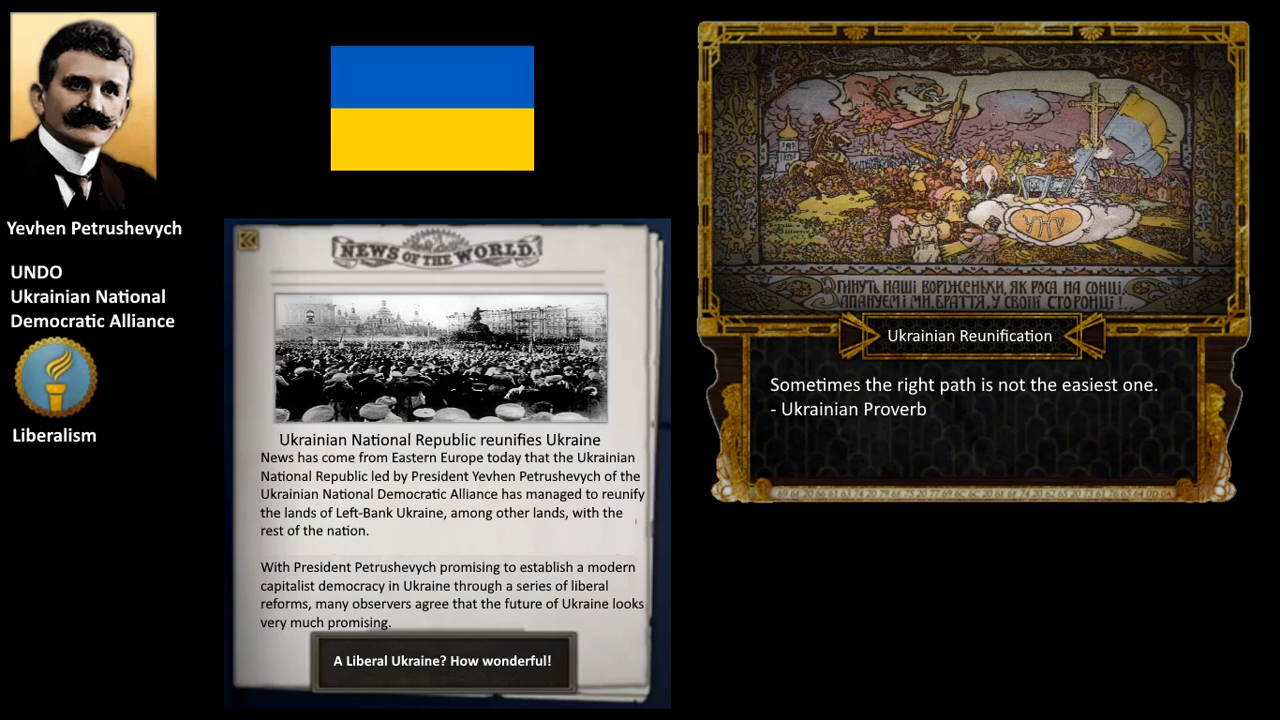 Yevhen Petrushevych
UNDO
Ukrainian National
Democratic Alliance
Liberalism
NEWS OF THE WORLD.
Ukrainian National Republic reunifies Ukraine
News has come from Eastern Europe today that the Ukrainian
National Republic led by President Yevhen Petrushevych of the
Ukrainian National Democratic Alliance has managed to reunify
the lands of Left-Bank Ukraine, among other lands, with the
rest of the nation.
With President Petrushevych promising to establish a modern
capitalist democracy in Ukraine through a series of liberal
reforms, many observers agree that the future of Ukraine looks
very much promising.
A Liberal Ukraine? How wonderful!
ЗГИНУТЬ НАШІ ВОРІЖЕНЬКИ, ЯК РОСА НА СОНЦІ,
ЗАПАНУЄМ І МИ, БРАТТЯ, У СВОЇЙ СТОРОНЦІ!
Ukrainian Reunification
Sometimes the right path is not the easiest one.
- Ukrainian Proverb